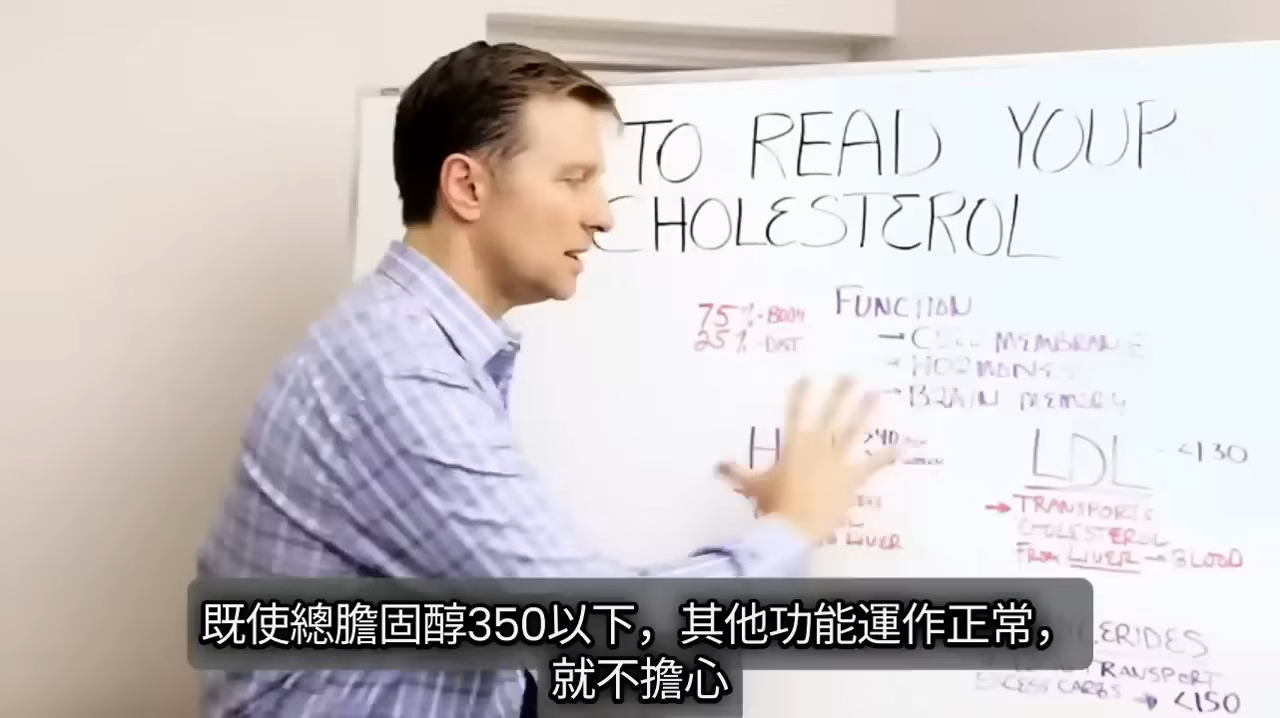 TO READ YOUR
CHOLESTEROL
75% - BODY
25% - DIET
FUNCTION
→ CELL MEMBRANE
→ HORMONES
→ BRAIN MEMORY
H >40
LDL - <130
→ TRANSPORTS
CHOLESTEROL
FROM LIVER → BLOOD
LIVER
既使總膽固醇350以下，其他功能運作正常，
就不擔心
LERIDES
TRANSPORT
EXCESS CARBS → <150